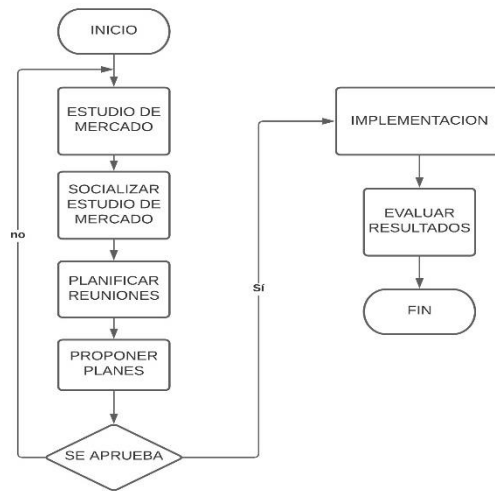 INICIO
ESTUDIO DE
MERCADO
SOCIALIZAR
ESTUDIO DE
MERCADO
no
PLANIFICAR
REUNIONES
PROPONER
PLANES
SE APRUEBA
Sí
IMPLEMENTACION
EVALUAR
RESULTADOS
FIN